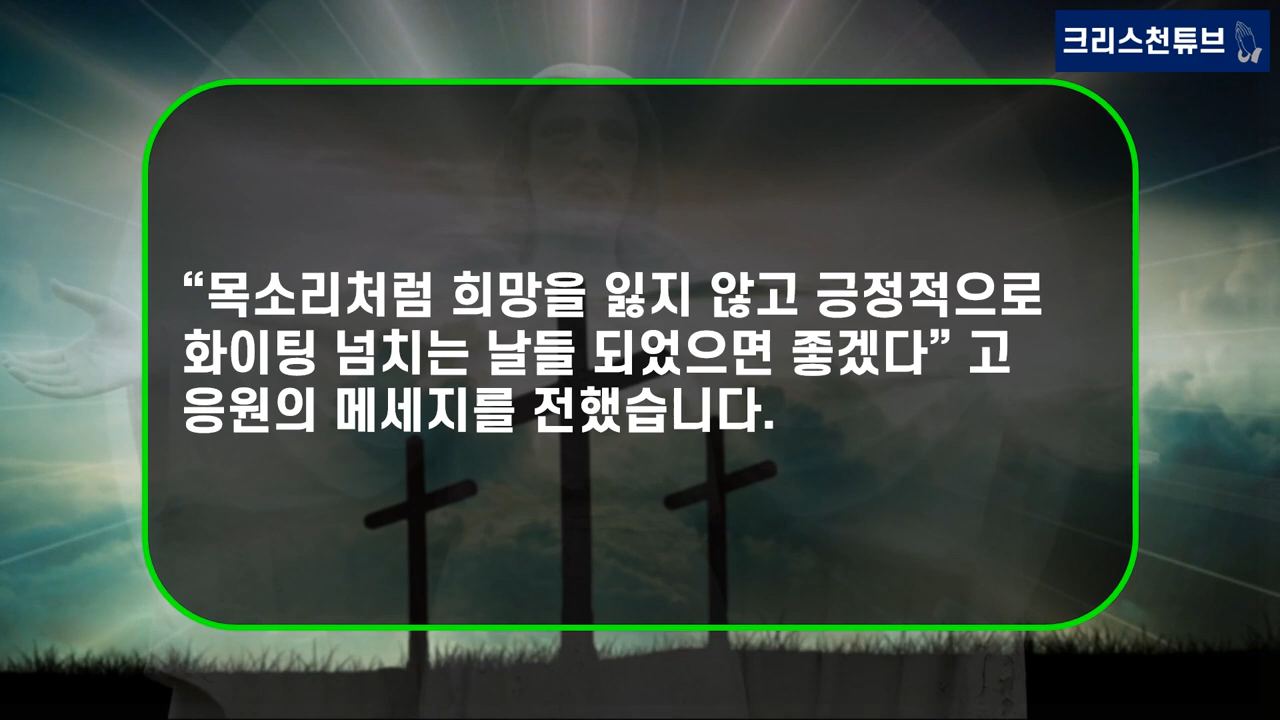 크리스천튜브
“목소리처럼 희망을 잃지 않고 긍정적으로
화이팅 넘치는 날들 되었으면 좋겠다” 고
응원의 메세지를 전했습니다.